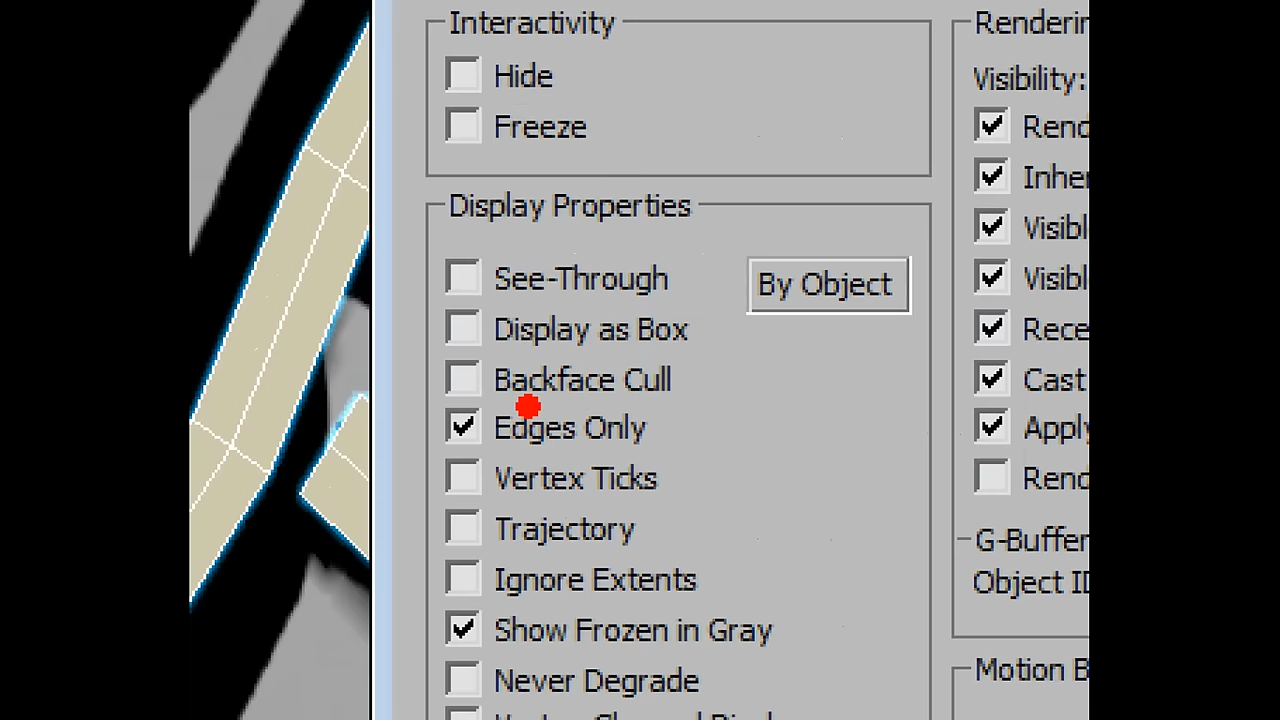 Interactivity
Hide
Freeze
Display Properties
See-Through
By Object
Display as Box
Backface Cull
Edges Only
Vertex Ticks
Trajectory
Ignore Extents
Show Frozen in Gray
Never Degrade
Renderin
Visibility:
Rend
Inher
Visibl
Visibl
Rece
Cast
Apply
Rend
G-Buffer
Object ID
Motion B